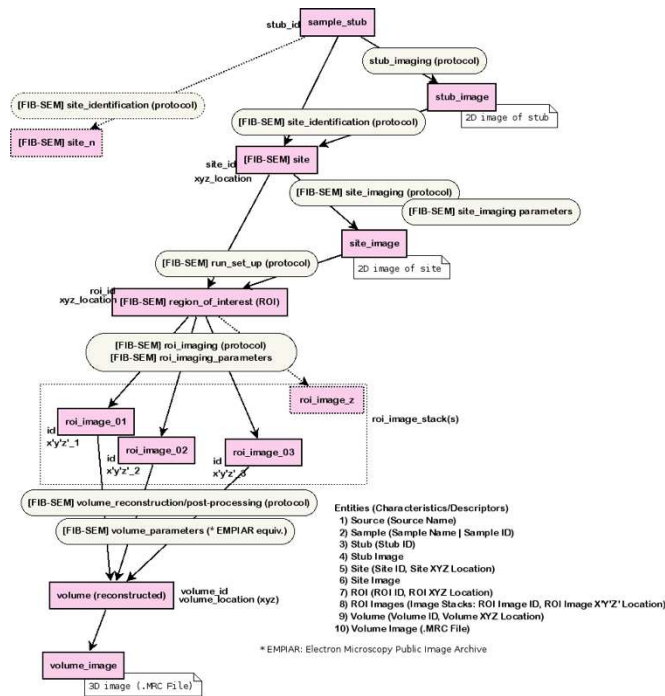 stub_id
sample_stub
stub_imaging (protocol)
[FIB-SEM] site_identification (protocol)
stub_image
2D image of stub
[FIB-SEM] site_identification (protocol)
[FIB-SEM] site_n
site_id
xyz_location
[FIB-SEM] site
[FIB-SEM] site_imaging (protocol)
[FIB-SEM] site_imaging parameters
site_image
2D image of site
[FIB-SEM] run_set_up (protocol)
roi_id
xyz_location
[FIB-SEM] region_of_interest (ROI)
[FIB-SEM] roi_imaging (protocol)
[FIB-SEM] roi_imaging_parameters
roi_image_z
roi_image_stack(s)
roi_image_01
id
x'y'z'_1
roi_image_02
id
x'y'z'_2
roi_image_03
id
x'y'z'_3
[FIB-SEM] volume_reconstruction/post-processing (protocol)
[FIB-SEM] volume_parameters (* EMPIAR equiv.)
volume (reconstructed)
volume_id
volume_location (xyz)
volume_image
3D image (.MRC File)
Entities (Characteristics/Descriptors)
1) Source (Source Name)
2) Sample (Sample Name | Sample ID)
3) Stub (Stub ID)
4) Stub Image
5) Site (Site ID, Site XYZ Location)
6) Site Image
7) ROI (ROI ID, ROI XYZ Location)
8) ROI Images (Image Stacks: ROI Image ID, ROI Image X'Y'Z' Location)
9) Volume (Volume ID, Volume XYZ Location)
10) Volume Image (.MRC File)
* EMPIAR: Electron Microscopy Public Image Archive